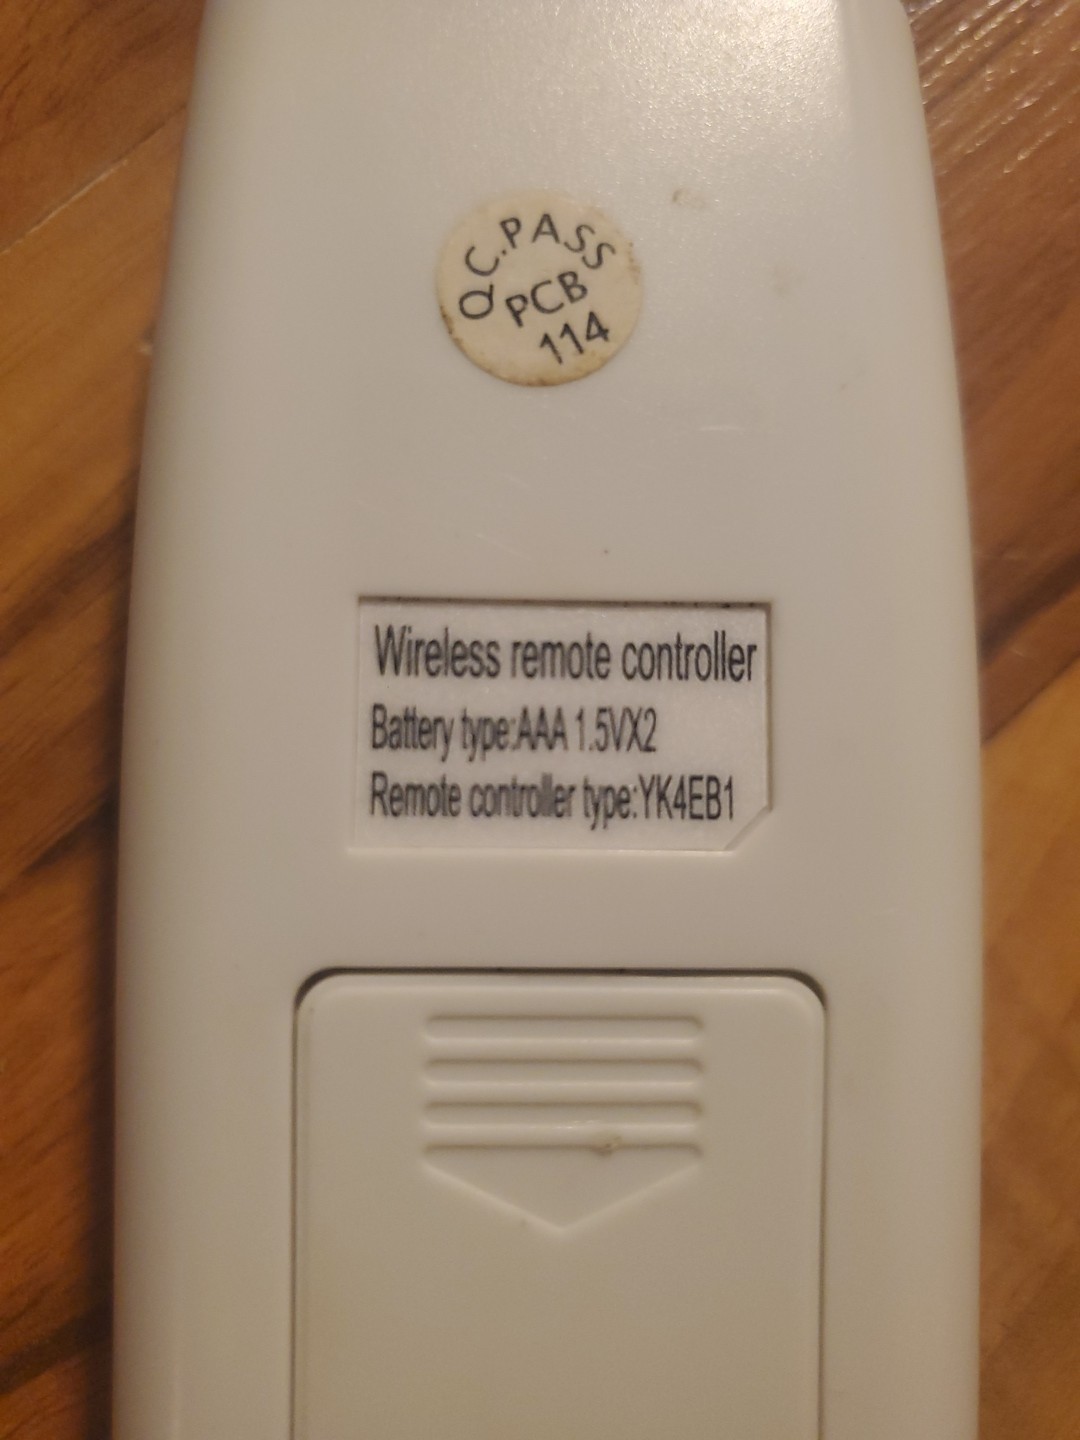 Q.C.PASS
PCB
114
Wireless remote controller
Battery type:AAA 1.5VX2
Remote controller type:YK4EB1